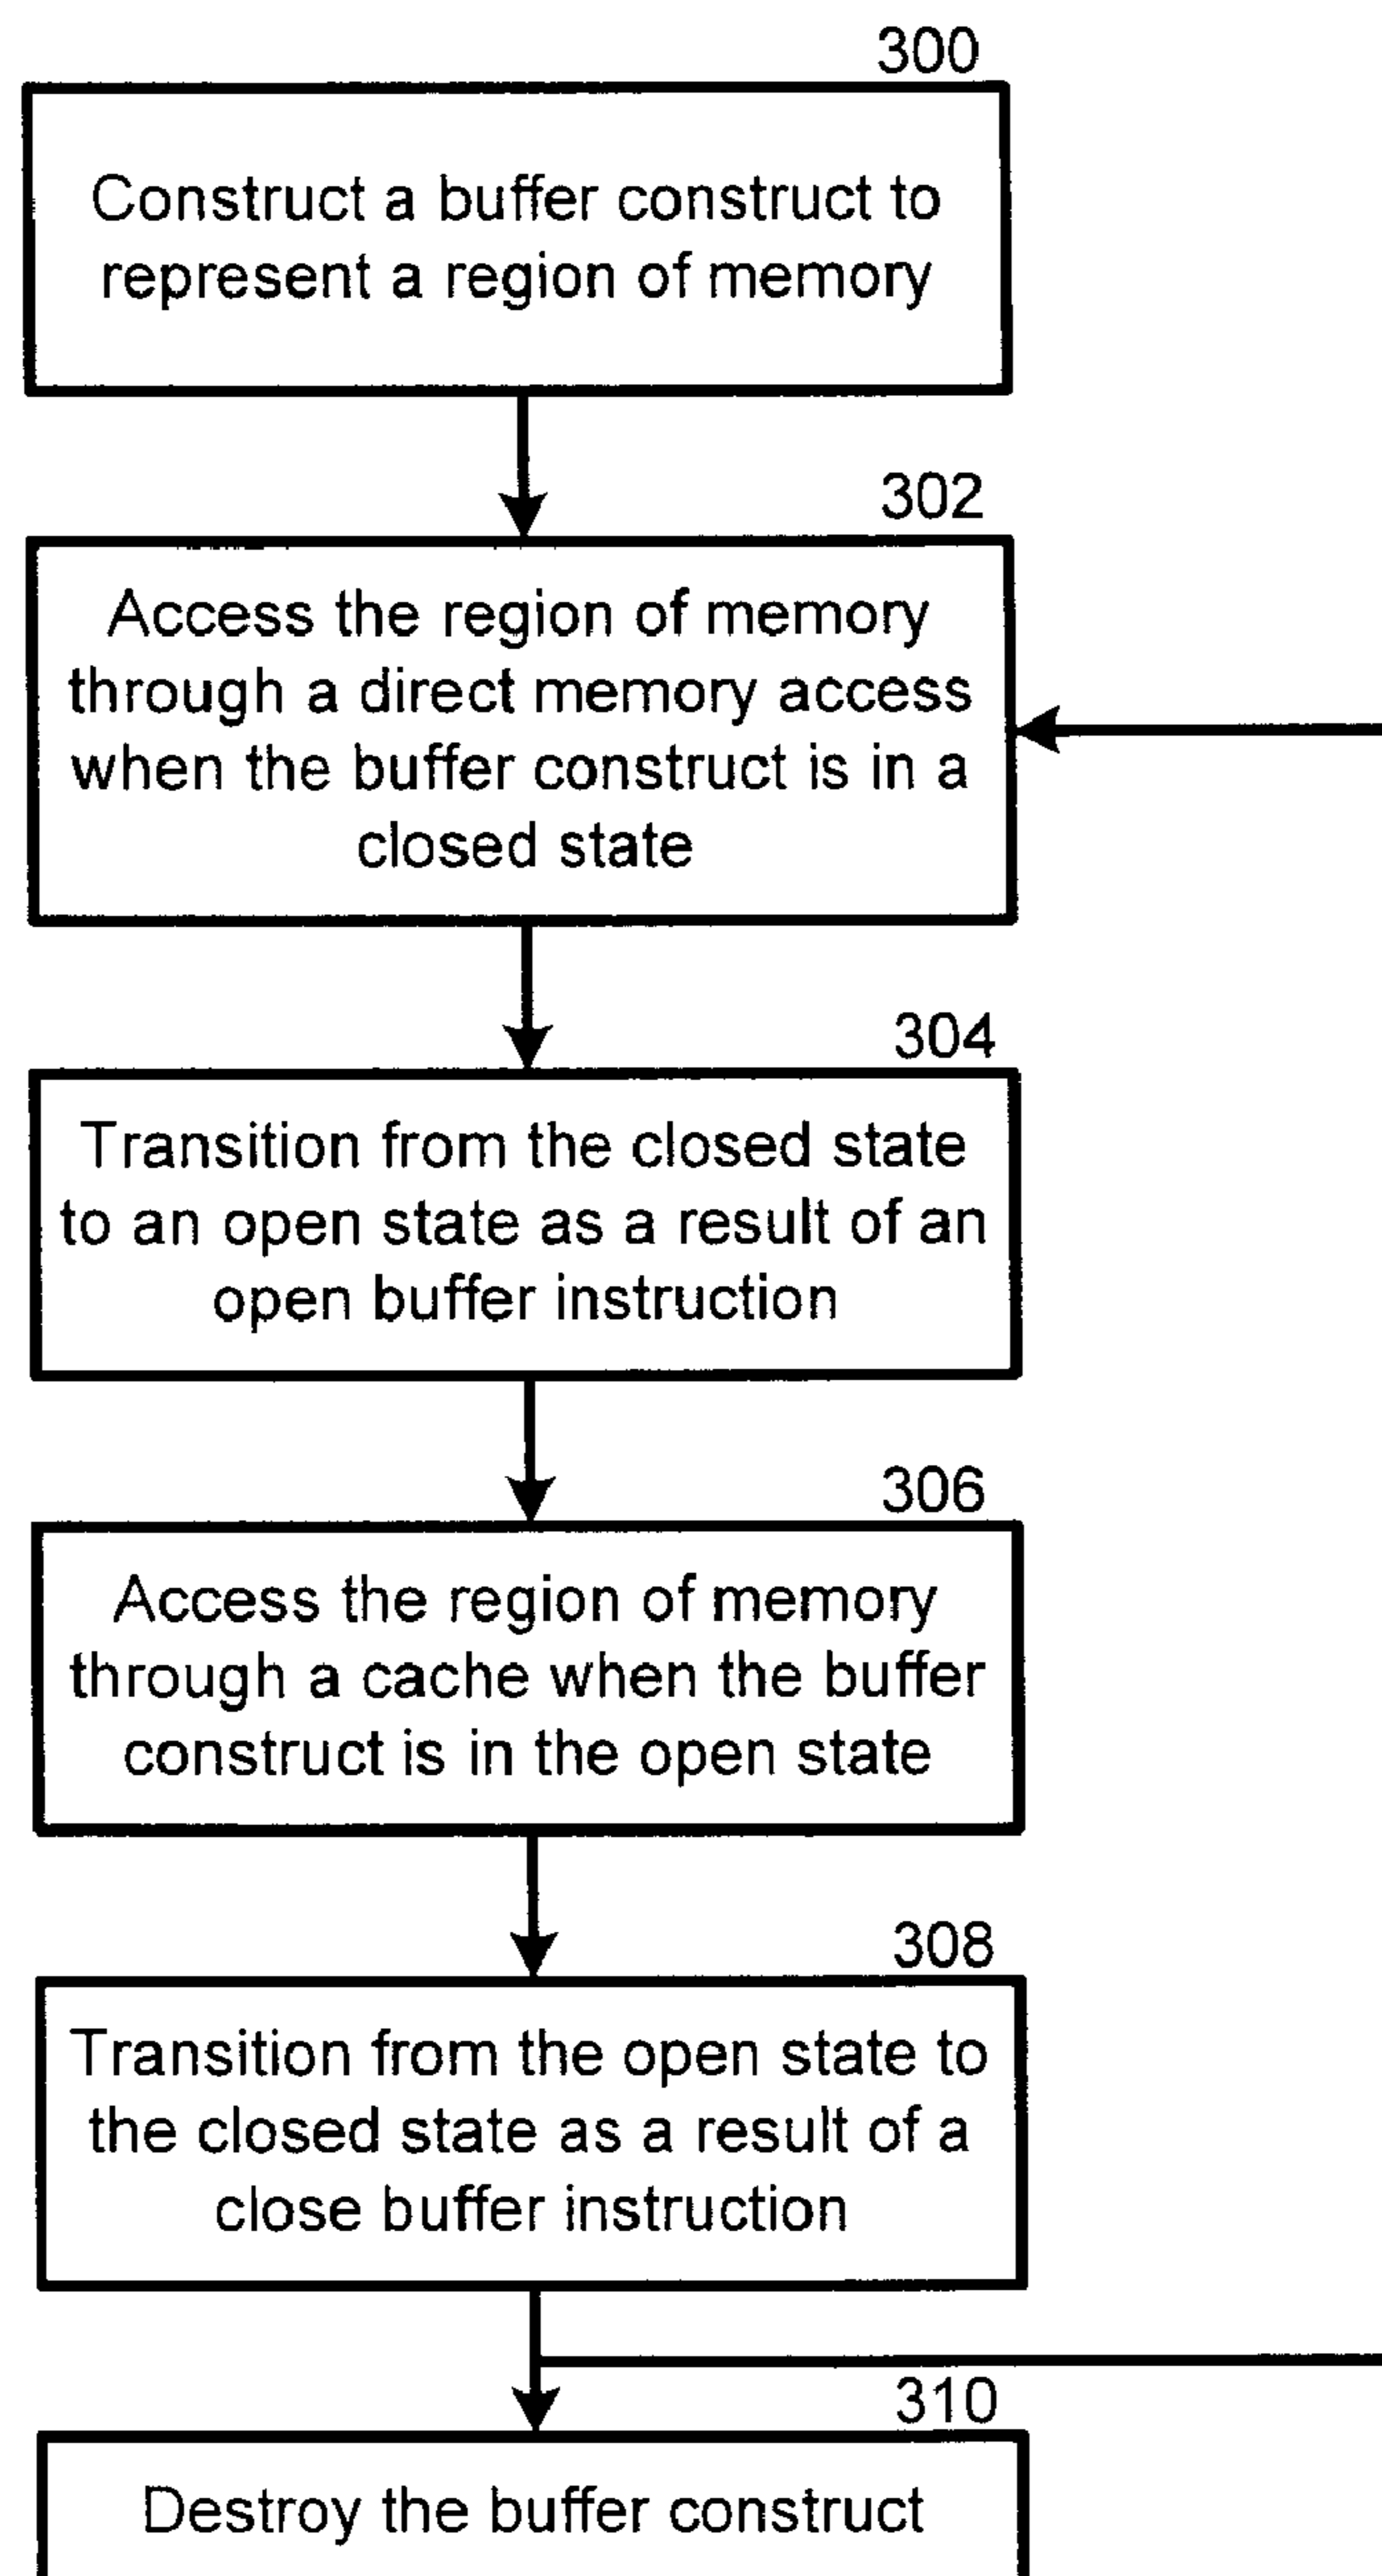 300
Construct a buffer construct to
represent a region of memory
302
Access the region of memory
through a direct memory access
when the buffer construct is in a
closed state
304
Transition from the closed state
to an open state as a result of an
open buffer instruction
306
Access the region of memory
through a cache when the buffer
construct is in the open state
308
Transition from the open state to
the closed state as a result of a
close buffer instruction
310
Destroy the buffer construct